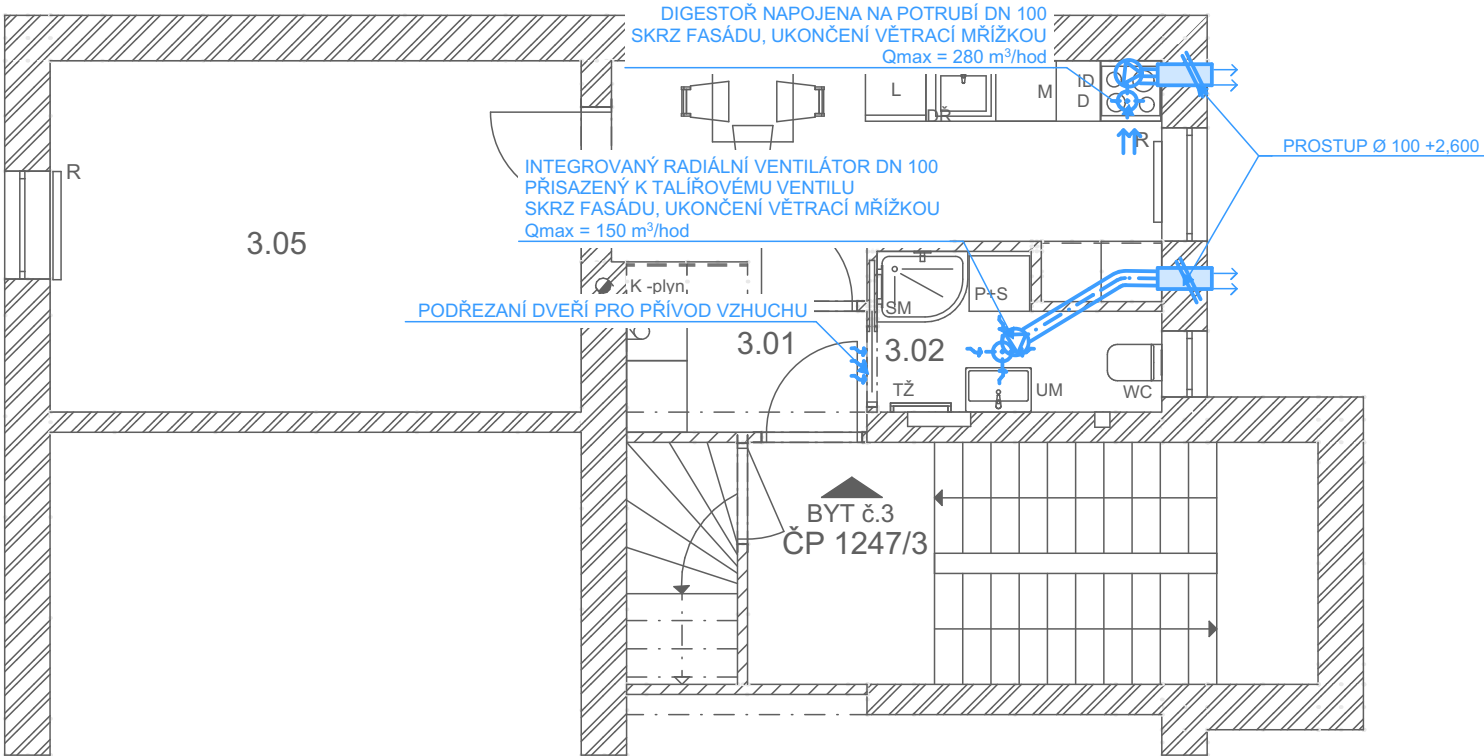 DIGESTOŘ NAPOJENA NA POTRUBÍ DN 100
SKRZ FASÁDU, UKONČENÍ VĚTRACÍ MŘÍŽKOU
Qmax = 280 m³/hod
L
DŘ
M
ID
D
R
PROSTUP Ø 100 +2,600
R
INTEGROVANÝ RADIÁLNÍ VENTILÁTOR DN 100
PŘISAZENÝ K TALÍŘOVÉMU VENTILU
SKRZ FASÁDU, UKONČENÍ VĚTRACÍ MŘÍŽKOU
Qmax = 150 m³/hod
3.05
K -plyn
P+S
SM
PODŘEZANÍ DVEŘÍ PRO PŘÍVOD VZHUCHU
3.01
3.02
TŽ
UM
WC
BYT č.3
ČP 1247/3